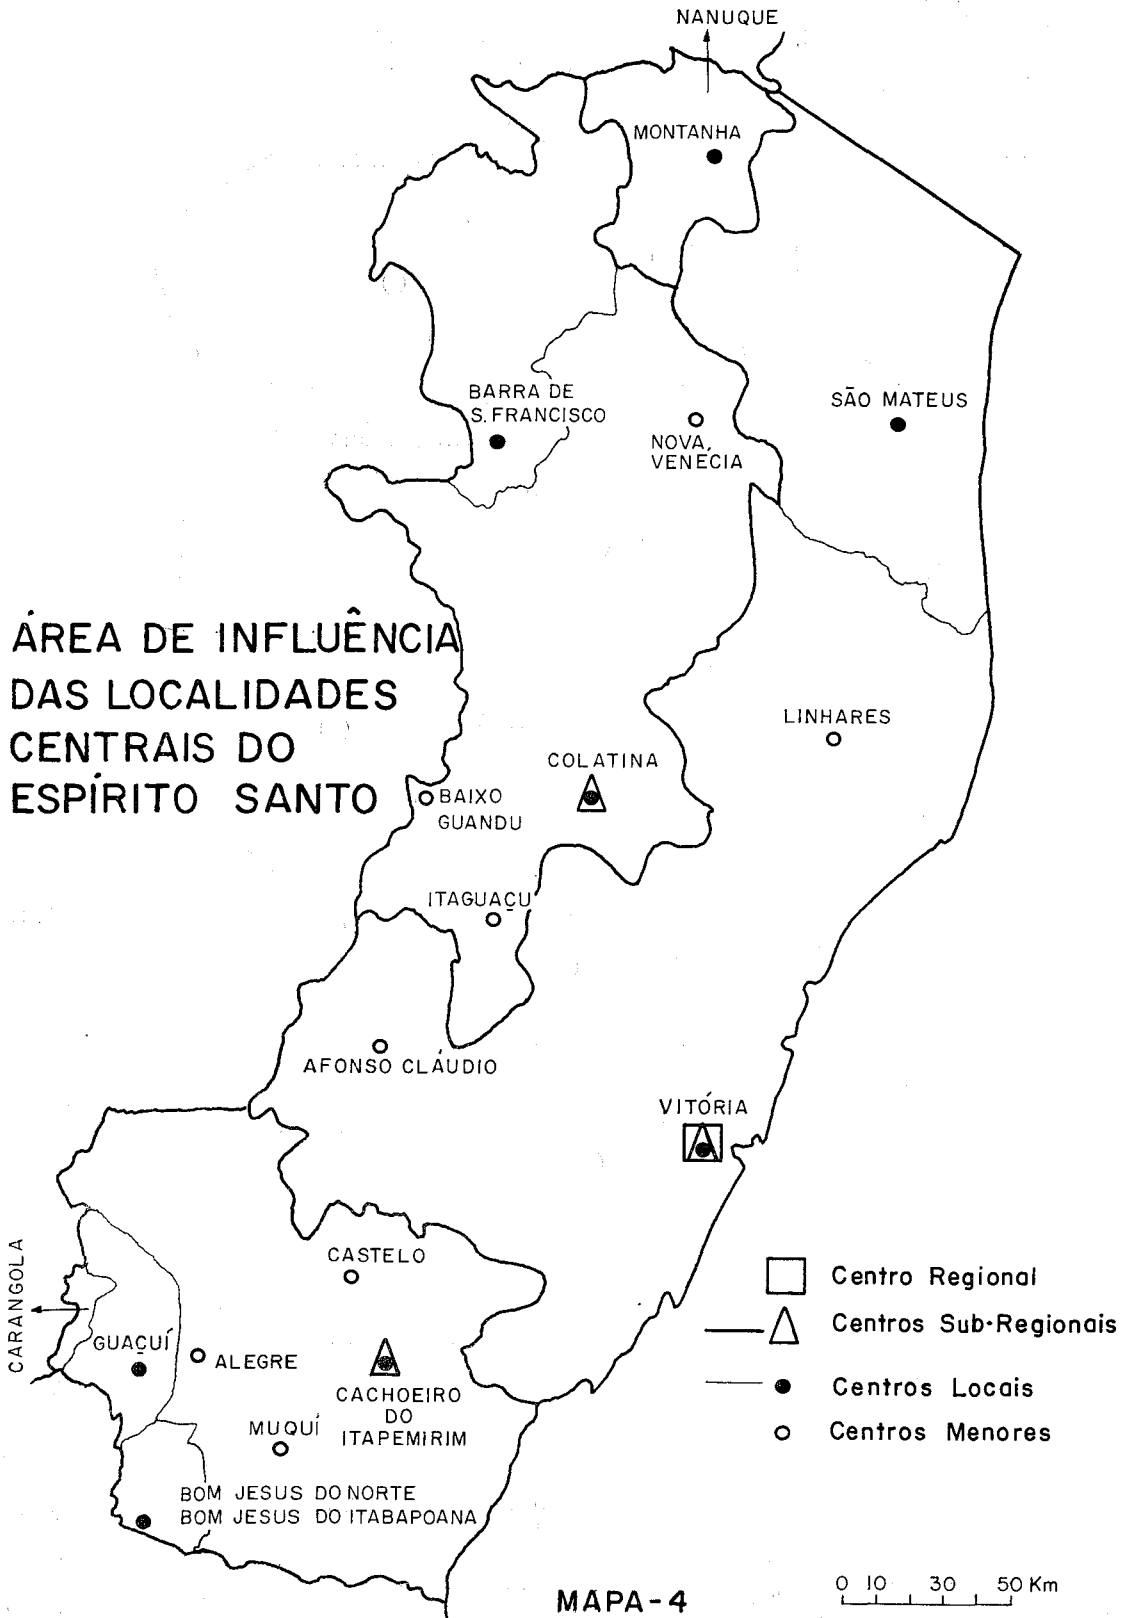 NANUQUE
MONTANHA
BARRA DE
S. FRANCISCO
SÃO MATEUS
NOVA
VENÉCIA
ÁREA DE INFLUÊNCIA
DAS LOCALIDADES
CENTRAIS DO
ESPÍRITO SANTO
LINHARES
COLATINA
BAIXO
GUANDU
ITAGUAÇU
AFONSO CLÁUDIO
VITÓRIA
CASTELO
CARANGOLA
GUAÇUÍ
ALEGRE
CACHOEIRO
DO
ITAPEMIRIM
MUQUÍ
BOM JESUS DO NORTE
BOM JESUS DO ITABAPOANA
Centro Regional
Centros Sub-Regionais
Centros Locais
Centros Menores
MAPA-4
0 10 30 50 Km